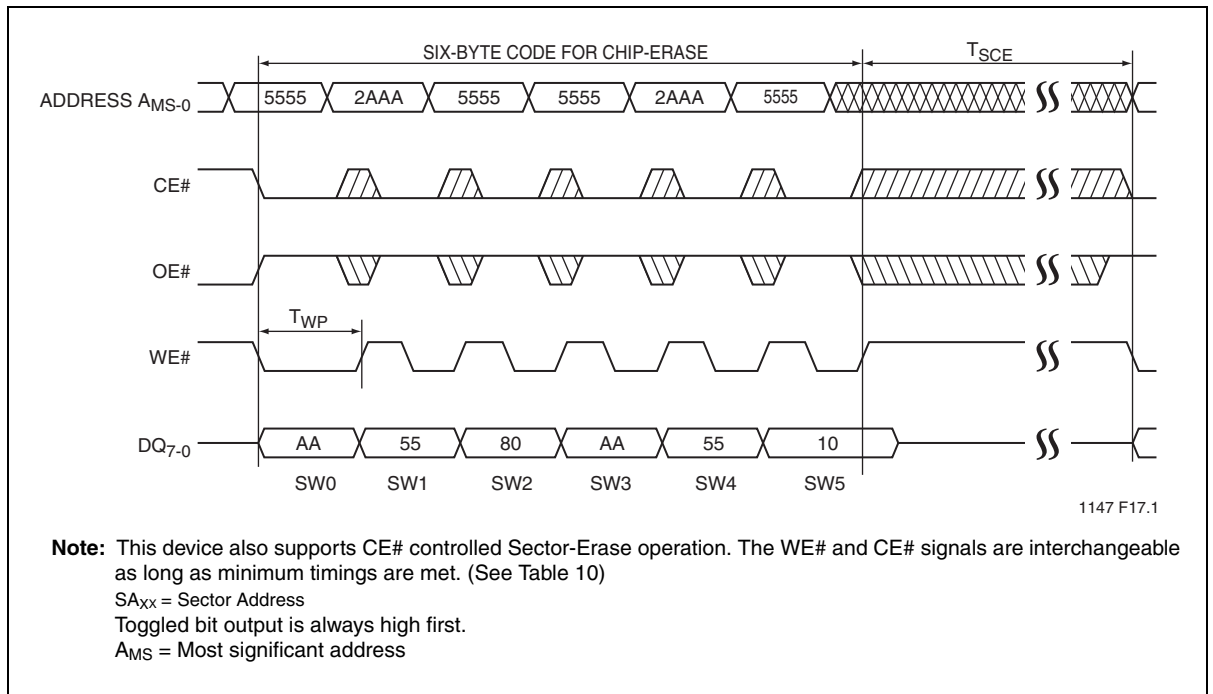 SIX-BYTE CODE FOR CHIP-ERASE TSCE
ADDRESS AMS-0 5555 2AAA 5555 5555 2AAA 5555
CE#
OE#
TWP
WE#
DQ7-0 AA 55 80 AA 55 10
SW0 SW1 SW2 SW3 SW4 SW5
1147 F17.1
Note: This device also supports CE# controlled Sector-Erase operation. The WE# and CE# signals are interchangeable
as long as minimum timings are met. (See Table 10)
SAXX = Sector Address
Toggled bit output is always high first.
AMS = Most significant address